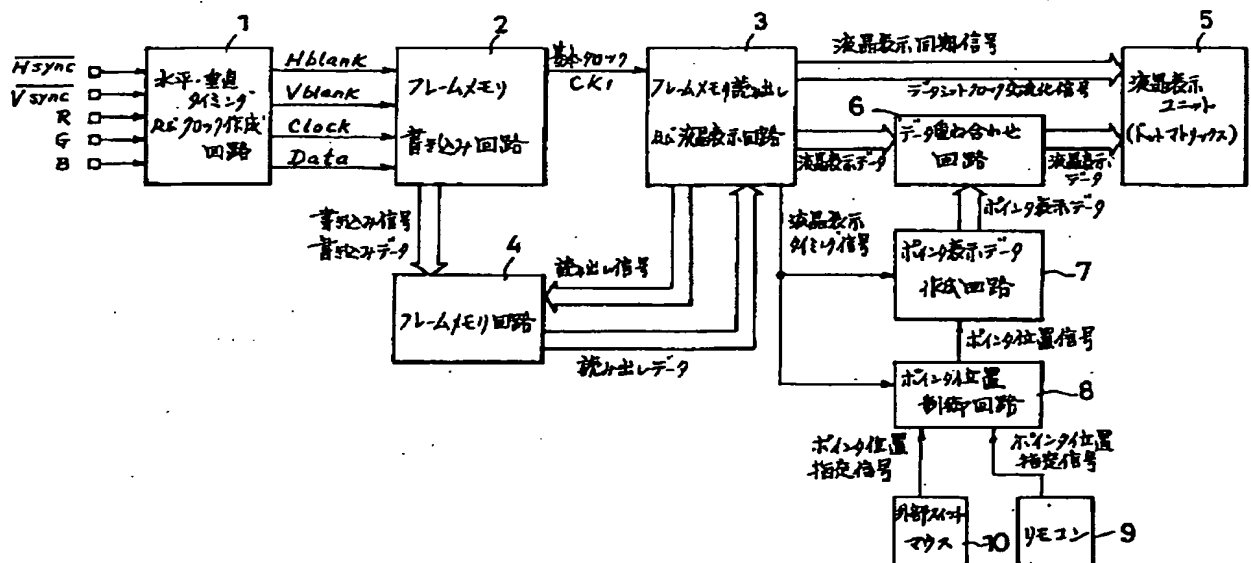 1
2
3
5
H̅s̅y̅n̅c̅
V̅s̅y̅n̅c̅
R
G
B
水平・垂直
タイミング
及びクロック作成
回路
Hblank
Vblank
Clock
Data
フレームメモリ
書き込み回路
基本クロック
CK1
フレームメモリ読み出し
及び液晶表示回路
液晶表示同期信号
データシフトクロック交流化信号
液晶表示データ
6
データ重ね合わせ
回路
液晶表示
データ
液晶表示
ユニット
(ドットマトリックス)
書き込み信号
書き込みデータ
4
フレームメモリ回路
読み出し信号
読み出しデータ
液晶表示
タイミング信号
ポインタ表示データ
ポインタ表示データ
作成回路
7
ポインタ位置信号
ポインタ位置
制御回路
8
ポインタ位置
指定信号
ポインタ位置
指定信号
外部スイッチ
マウス
10
リモコン
9